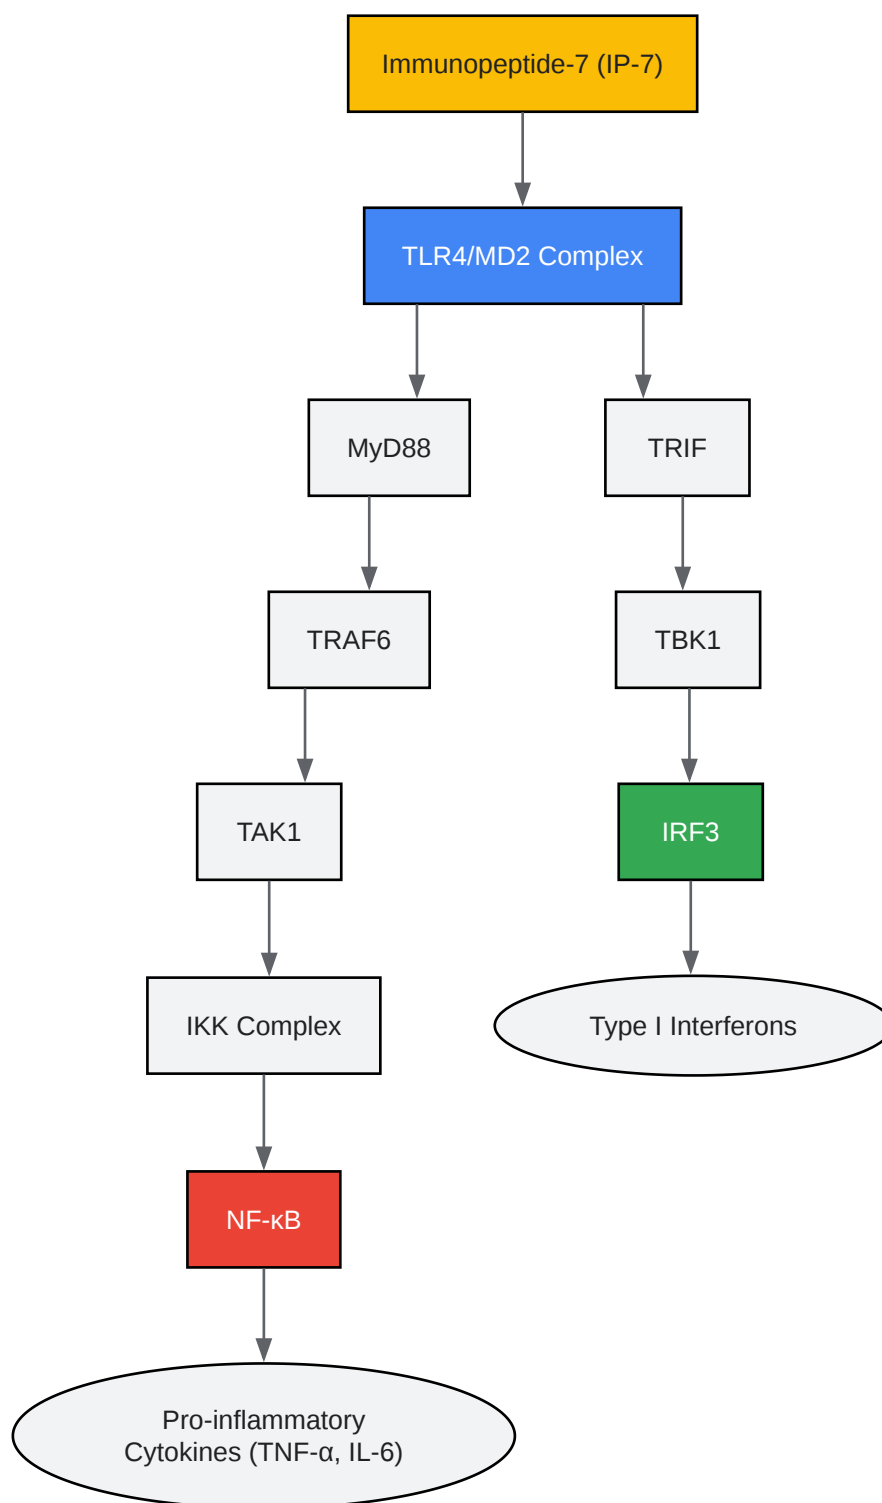 Immunopeptide-7 (IP-7)
TLR4/MD2 Complex
MyD88
TRIF
TRAF6
TBK1
TAK1
IRF3
IKK Complex
Type I Interferons
NF-κB
Pro-inflammatory
Cytokines (TNF-α, IL-6)